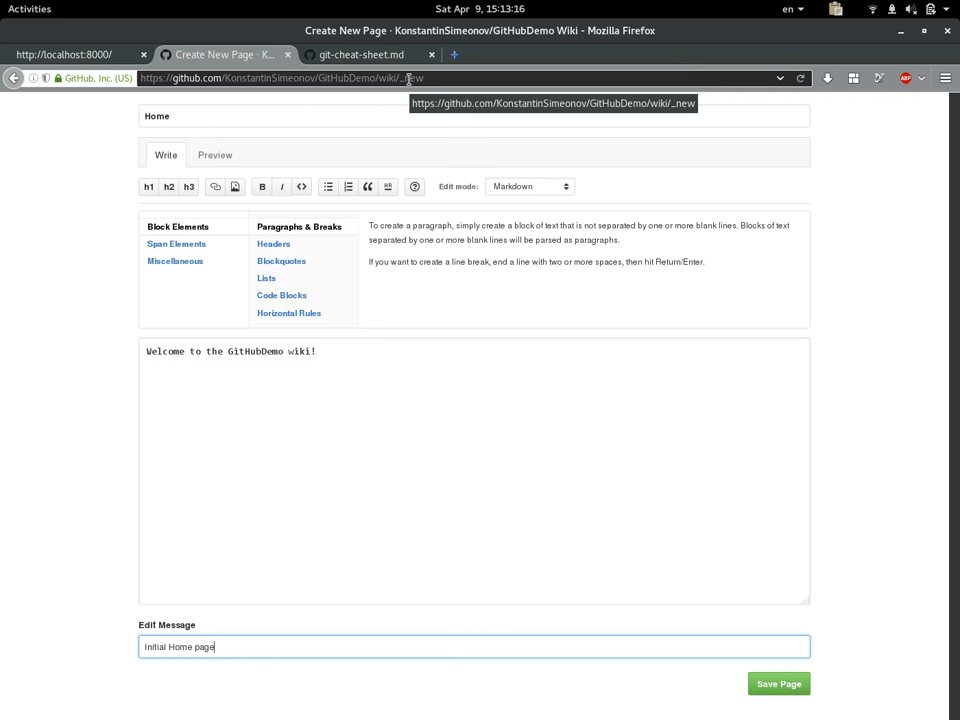 Activities
Sat Apr 9, 15:13:16
en
Create New Page · KonstantinSimeonov/GitHubDemo Wiki - Mozilla Firefox
http://localhost:8000/
Create New Page · K...
git-cheat-sheet.md
GitHub, Inc. (US)
https://github.com/KonstantinSimeonov/GitHubDemo/wiki/_new
ABP
https://github.com/KonstantinSimeonov/GitHubDemo/wiki/_new
Home
Write
Preview
h1 h2 h3
B i <>
HR
Edit mode:
Markdown
Block Elements
Span Elements
Miscellaneous
Paragraphs & Breaks
Headers
Blockquotes
Lists
Code Blocks
Horizontal Rules
To create a paragraph, simply create a block of text that is not separated by one or more blank lines. Blocks of text
separated by one or more blank lines will be parsed as paragraphs.
If you want to create a line break, end a line with two or more spaces, then hit Return/Enter.
Welcome to the GitHubDemo wiki!
Edit Message
Initial Home page
Save Page